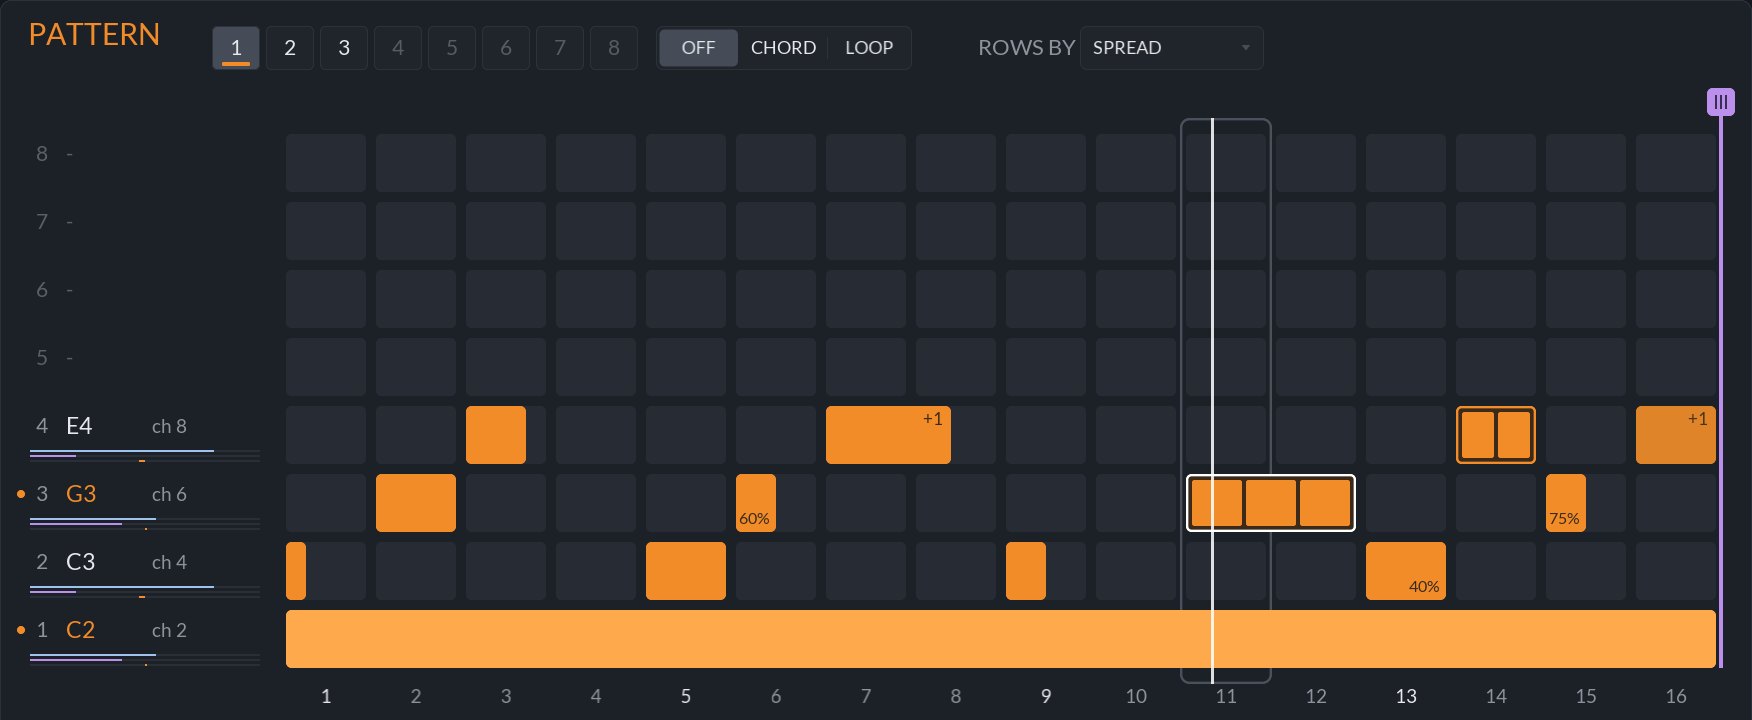 PATTERN 1 2 3 4 5 6 7 8 OFF CHORD LOOP ROWS BY SPREAD
8 -
7 -
6 -
5 -
4 E4 ch 8 +1 +1
3 G3 ch 6 60% 75%
2 C3 ch 4 40%
1 C2 ch 2
1 2 3 4 5 6 7 8 9 10 11 12 13 14 15 16